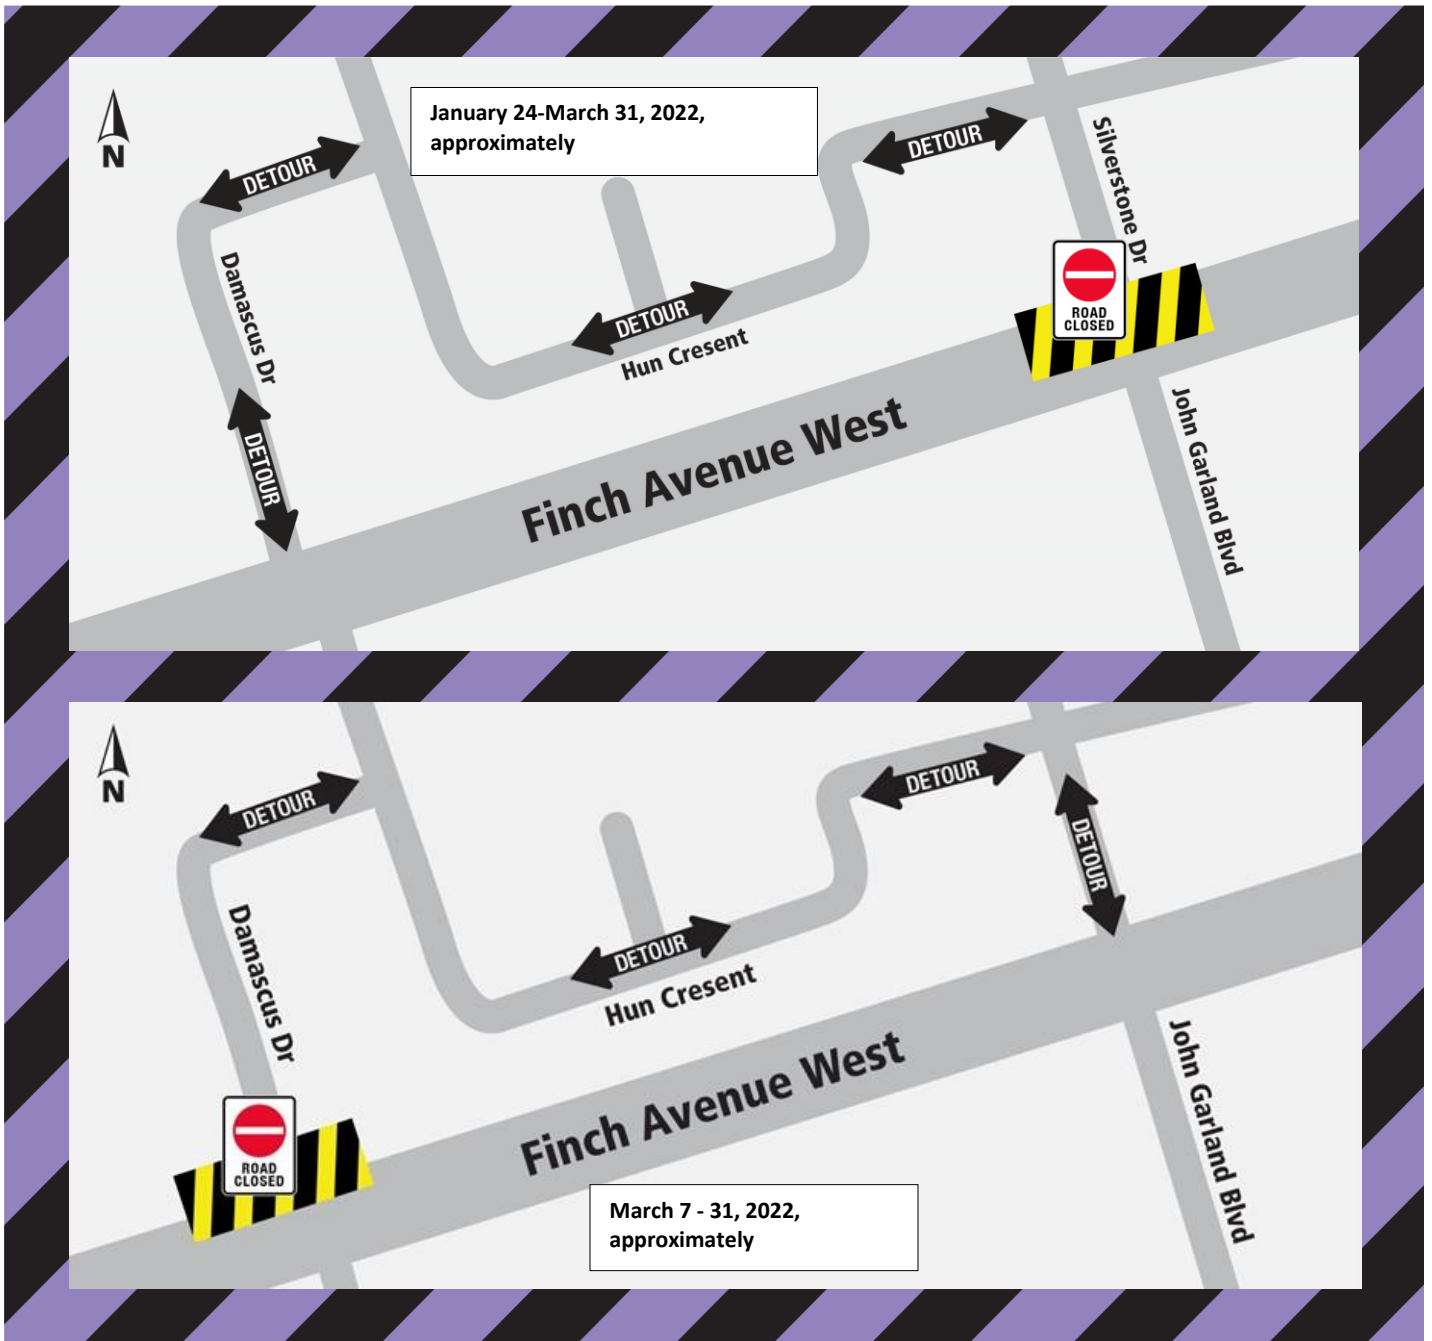 January 24-March 31, 2022,
approximately
N
DETOUR
DETOUR
Silverstone Dr
Damascus Dr
ROAD
CLOSED
DETOUR
Hun Cresent
DETOUR
Finch Avenue West
John Garland Blvd
N
DETOUR
DETOUR
DETOUR
Damascus Dr
DETOUR
Hun Cresent
Finch Avenue West
John Garland Blvd
ROAD
CLOSED
March 7 - 31, 2022,
approximately